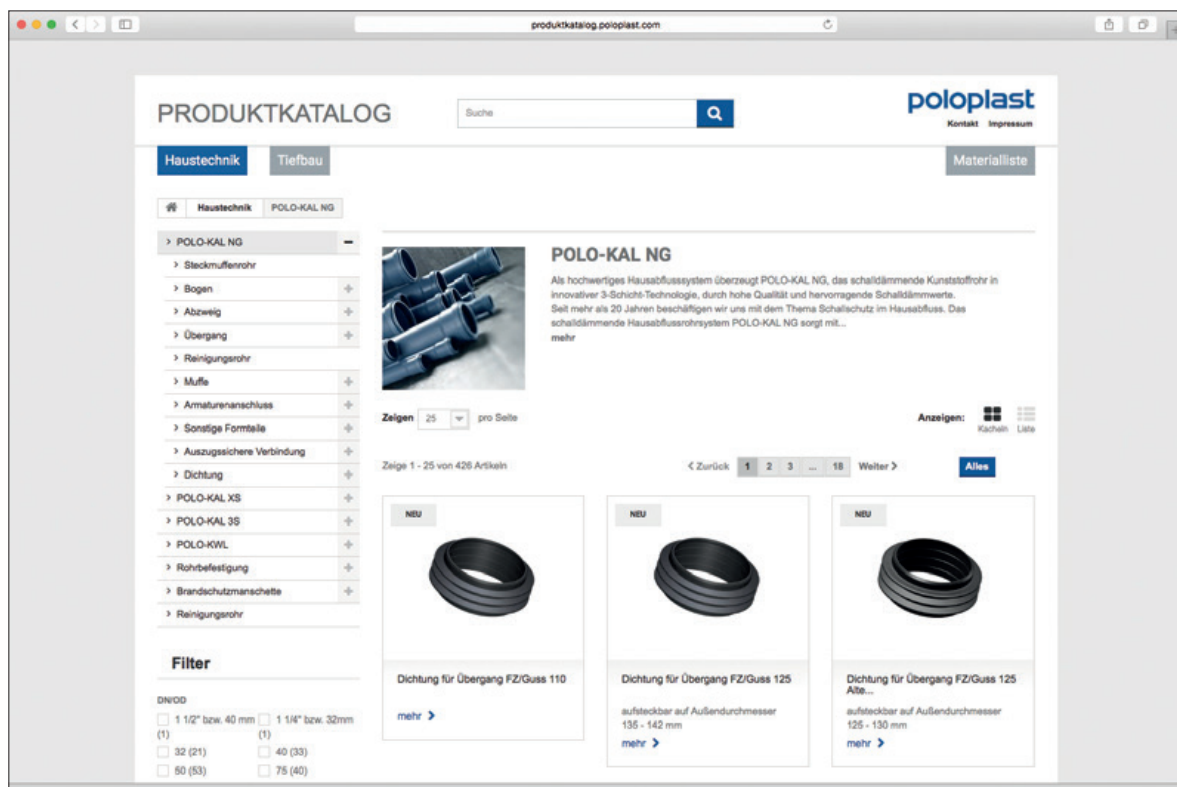 produktkatalog.poloplast.com
PRODUKTKATALOG
Suche
poloplast
Kontakt Impressum
Haustechnik
Tiefbau
Materialliste
Haustechnik
POLO-KAL NG
POLO-KAL NG
Steckmuffenrohr
Bogen
Abzweig
Übergang
Reinigungsrohr
Muffe
Armaturenanschluss
Sonstige Formteile
Auszugssichere Verbindung
Dichtung
POLO-KAL XS
POLO-KAL 3S
POLO-KWL
Rohrbefestigung
Brandschutzmanschette
Reinigungsrohr
Filter
DN/OD
1 1/2" bzw. 40 mm (1)
1 1/4" bzw. 32mm (1)
32 (21)
40 (33)
50 (53)
75 (40)
POLO-KAL NG
Als hochwertiges Hausabflusssystem überzeugt POLO-KAL NG, das schalldämmende Kunststoffrohr in
innovativer 3-Schicht-Technologie, durch hohe Qualität und hervorragende Schalldämmwerte.
Seit mehr als 20 Jahren beschäftigen wir uns mit dem Thema Schallschutz im Hausabfluss. Das
schalldämmende Hausabflussrohrsystem POLO-KAL NG sorgt mit...
mehr
Zeigen 25 pro Seite
Anzeigen:
Kacheln Liste
Zeige 1 - 25 von 426 Artikeln
Zurück 1 2 3 ... 18 Weiter
Alles
NEU
Dichtung für Übergang FZ/Guss 110
mehr
NEU
Dichtung für Übergang FZ/Guss 125
aufsteckbar auf Außendurchmesser
135 - 142 mm
mehr
NEU
Dichtung für Übergang FZ/Guss 125
Alte...
aufsteckbar auf Außendurchmesser
125 - 130 mm
mehr